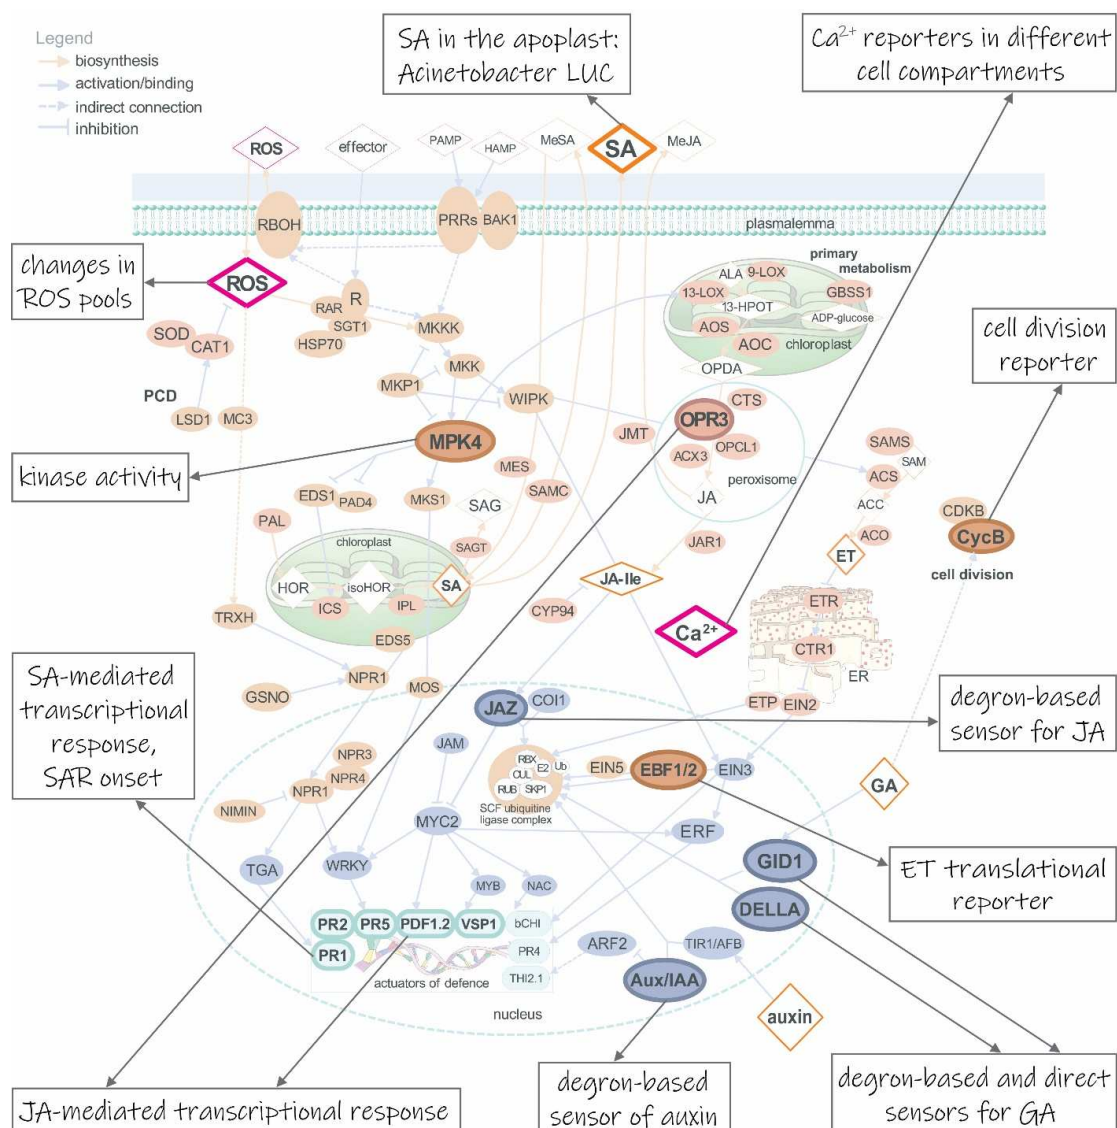 Legend
biosynthesis
activation/binding
indirect connection
inhibition
SA in the apoplast:
Acinetobacter LUC
Ca²⁺ reporters in different
cell compartments
ROS
effector
PAMP
HAMP
MeSA
SA
MeJA
RBOH
PRRs
BAK1
plasmalemma
changes in
ROS pools
ROS
RAR
R
SGT1
HSP70
MKKK
SOD
CAT1
PCD
LSD1
MC3
MKP1
MKK
WIPK
MPK4
kinase activity
primary
metabolism
ALA
9-LOX
13-LOX
GBSS1
13-HPOT
ADP-glucose
AOS
AOC
chloroplast
OPDA
CTS
OPR3
JMT
OPCL1
ACX3
JA
peroxisome
JAR1
JA-Ile
CYP94
cell division
reporter
SAMS
SAM
ACS
ACC
ACO
ET
CDKB
CycB
cell division
ETR
CTR1
ER
ETP
EIN2
Ca²⁺
EDS1
PAD4
MKS1
MES
SAMC
SAG
SAGT
PAL
chloroplast
HOR
isoHOR
SA
ICS
IPL
EDS5
TRXH
NPR1
GSNO
MOS
SA-mediated
transcriptional
response,
SAR onset
JAZ
COI1
degron-based
sensor for JA
JAM
NPR3
NPR4
NPR1
NIMIN
RBX
E2
Ub
CUL
RUB
SKP1
SCF ubiquitine
ligase complex
EIN5
EBF1/2
EIN3
GA
MYC2
ERF
TGA
WRKY
MYB
NAC
GID1
DELLA
ET translational
reporter
PR2
PR5
PDF1.2
VSP1
bCHI
PR1
PR4
THI2.1
actuators of defence
ARF2
TIR1/AFB
Aux/IAA
auxin
nucleus
JA-mediated transcriptional response
degron-based
sensor of auxin
degron-based and direct
sensors for GA